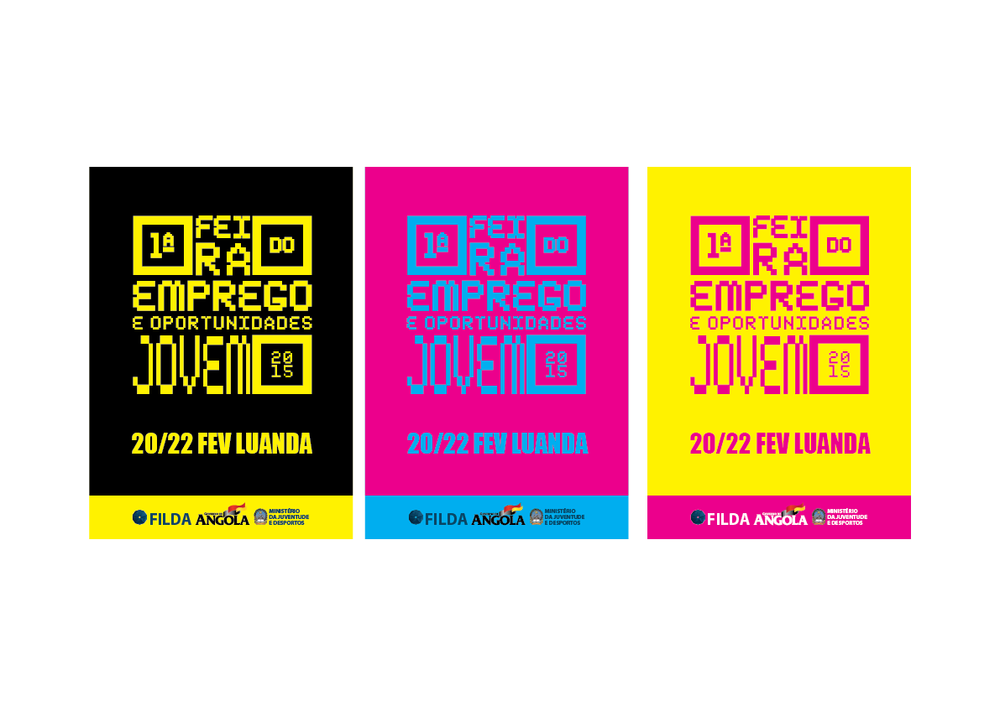 1ª FEI DO
RA
EMPREGO
E OPORTUNIDADES
JOVEM 20
15
20/22 FEV LUANDA
FILDA GOVERNO DE
ANGOLA
MINISTÉRIO
DA JUVENTUDE
E DESPORTOS
1ª FEI DO
RA
EMPREGO
E OPORTUNIDADES
JOVEM 20
15
20/22 FEV LUANDA
FILDA GOVERNO DE
ANGOLA
MINISTÉRIO
DA JUVENTUDE
E DESPORTOS
1ª FEI DO
RA
EMPREGO
E OPORTUNIDADES
JOVEM 20
15
20/22 FEV LUANDA
FILDA GOVERNO DE
ANGOLA
MINISTÉRIO
DA JUVENTUDE
E DESPORTOS